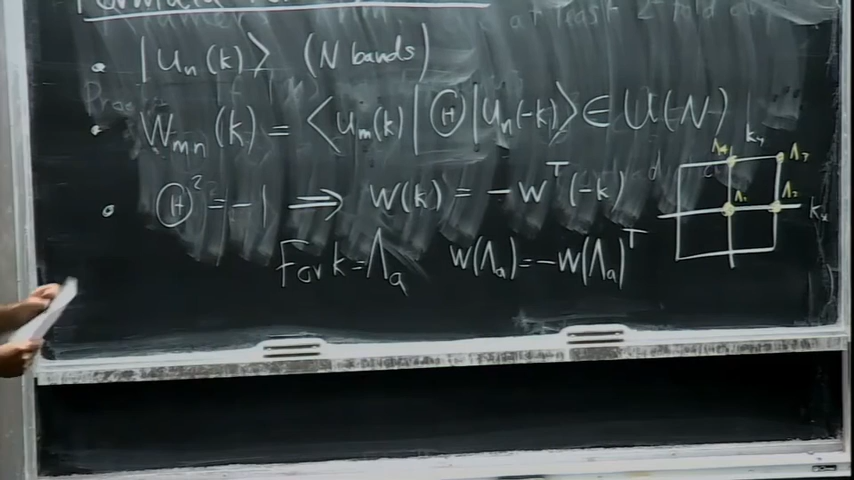 Formula for
at least 2-fold
• |u_n(k)⟩ (N bands)
• W_mn(k) = ⟨u_m(k)|Θ|u_n(-k)⟩ ∈ U(N)
• Θ² = -1 ⟹ w(k) = -w^T(-k)
For k = Λ_a w(Λ_a) = -w(Λ_a)^T
k_y
Λ_4 Λ_3
Λ_1 Λ_2
k_x